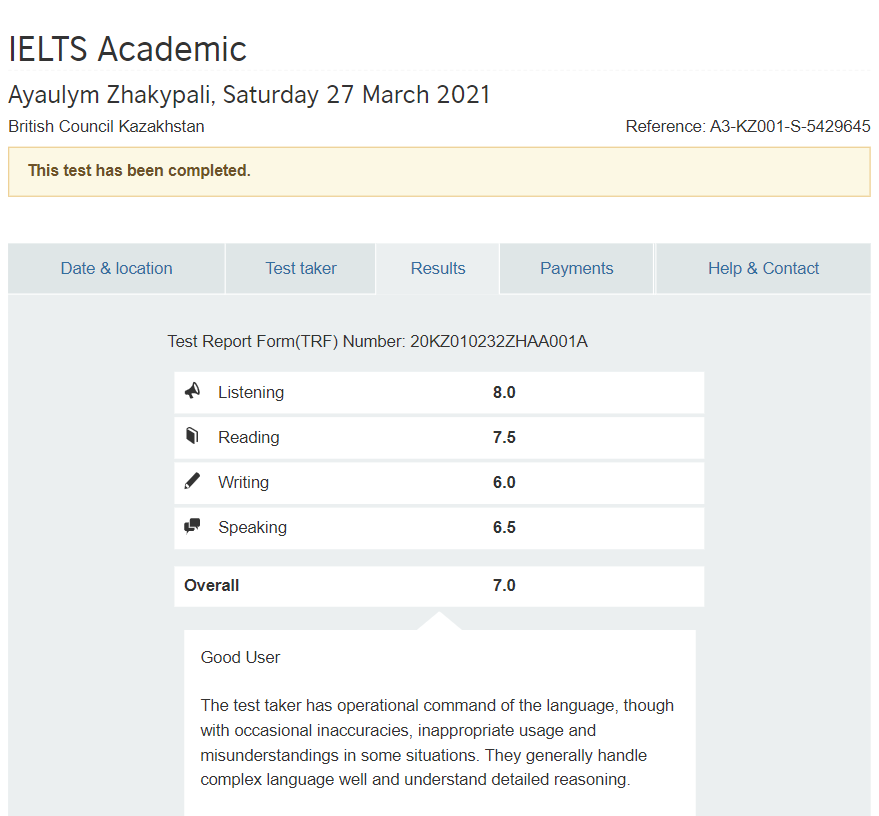 IELTS Academic
Ayaulym Zhakypali, Saturday 27 March 2021
British Council Kazakhstan Reference: A3-KZ001-S-5429645
This test has been completed.
Date & location Test taker Results Payments Help & Contact
Test Report Form(TRF) Number: 20KZ010232ZHAA001A
Listening 8.0
Reading 7.5
Writing 6.0
Speaking 6.5
Overall 7.0
Good User
The test taker has operational command of the language, though
with occasional inaccuracies, inappropriate usage and
misunderstandings in some situations. They generally handle
complex language well and understand detailed reasoning.